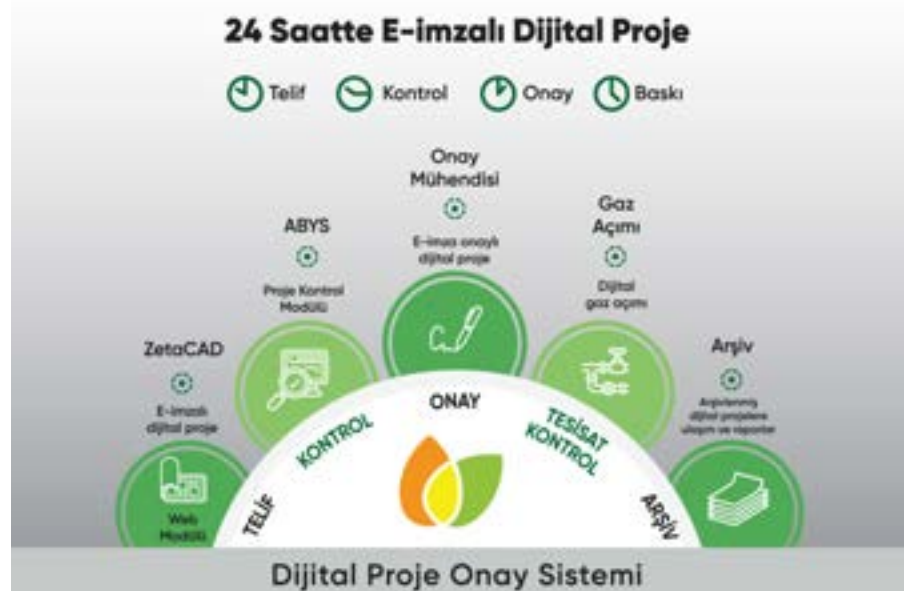 24 Saatte E-imzalı Dijital Proje
Telif
Kontrol
Onay
Baskı
ZetaCAD
E-imzalı
dijital proje
Web
Modülü
ABYS
Proje Kontrol
Modülü
Onay
Mühendisi
E-imza onaylı
dijital proje
Gaz
Açımı
Dijital
gaz açımı
Arşiv
Arşivlenmiş
dijital projelere
ulaşım ve raporlar
TELİF
KONTROL
ONAY
TESİSAT
KONTROL
ARŞİV
Dijital Proje Onay Sistemi